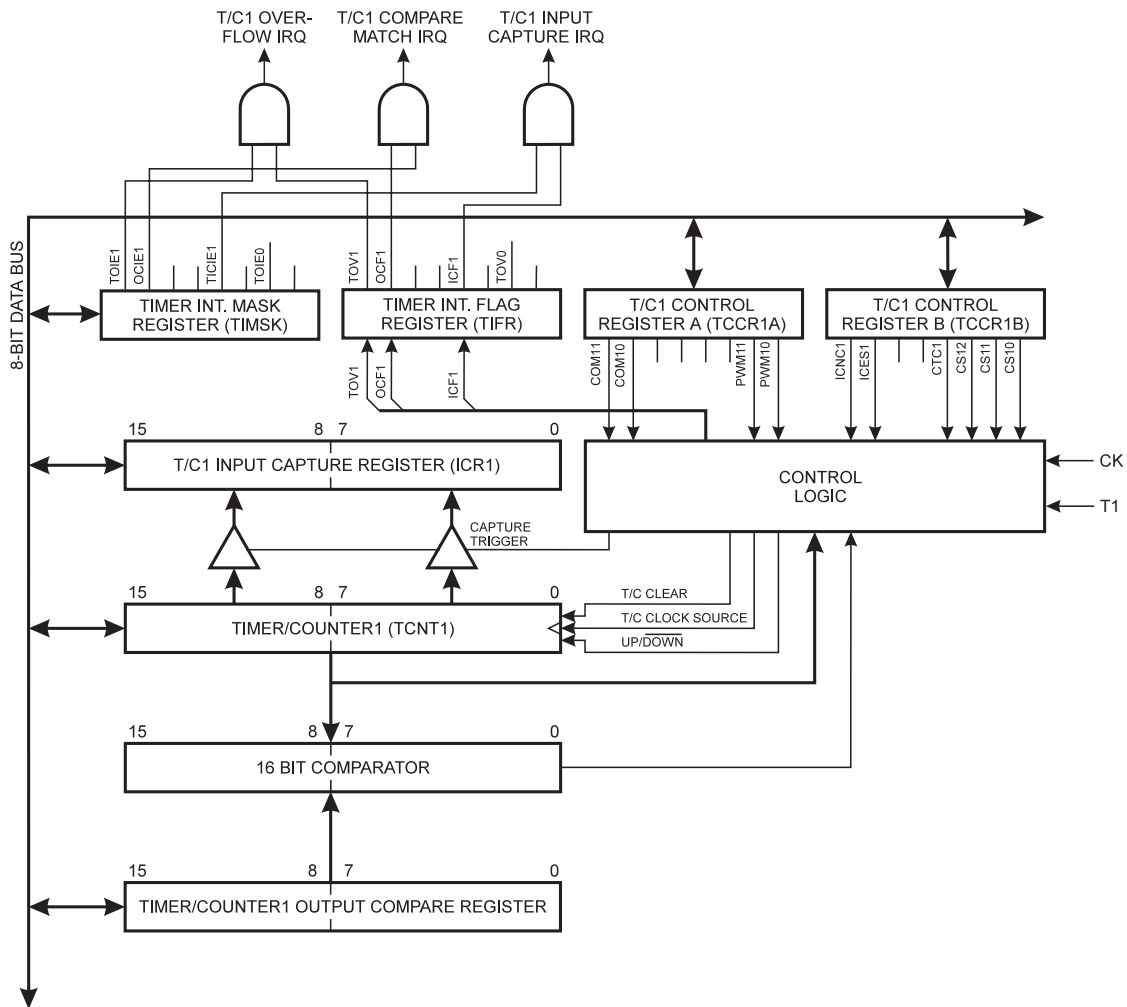 T/C1 OVER-
FLOW IRQ
T/C1 COMPARE
MATCH IRQ
T/C1 INPUT
CAPTURE IRQ
8-BIT DATA BUS
TOIE1
OCIE1
TICIE1
TOIE0
TOV1
OCF1
ICF1
TOV0
TIMER INT. MASK
REGISTER (TIMSK)
TIMER INT. FLAG
REGISTER (TIFR)
T/C1 CONTROL
REGISTER A (TCCR1A)
T/C1 CONTROL
REGISTER B (TCCR1B)
TOV1
OCF1
ICF1
COM11
COM10
PWM11
PWM10
ICNC1
ICES1
CTC1
CS12
CS11
CS10
15 8 7 0
T/C1 INPUT CAPTURE REGISTER (ICR1)
CONTROL
LOGIC
CK
T1
CAPTURE
TRIGGER
15 8 7 0
TIMER/COUNTER1 (TCNT1)
T/C CLEAR
T/C CLOCK SOURCE
UP/DOWN
15 8 7 0
16 BIT COMPARATOR
15 8 7 0
TIMER/COUNTER1 OUTPUT COMPARE REGISTER